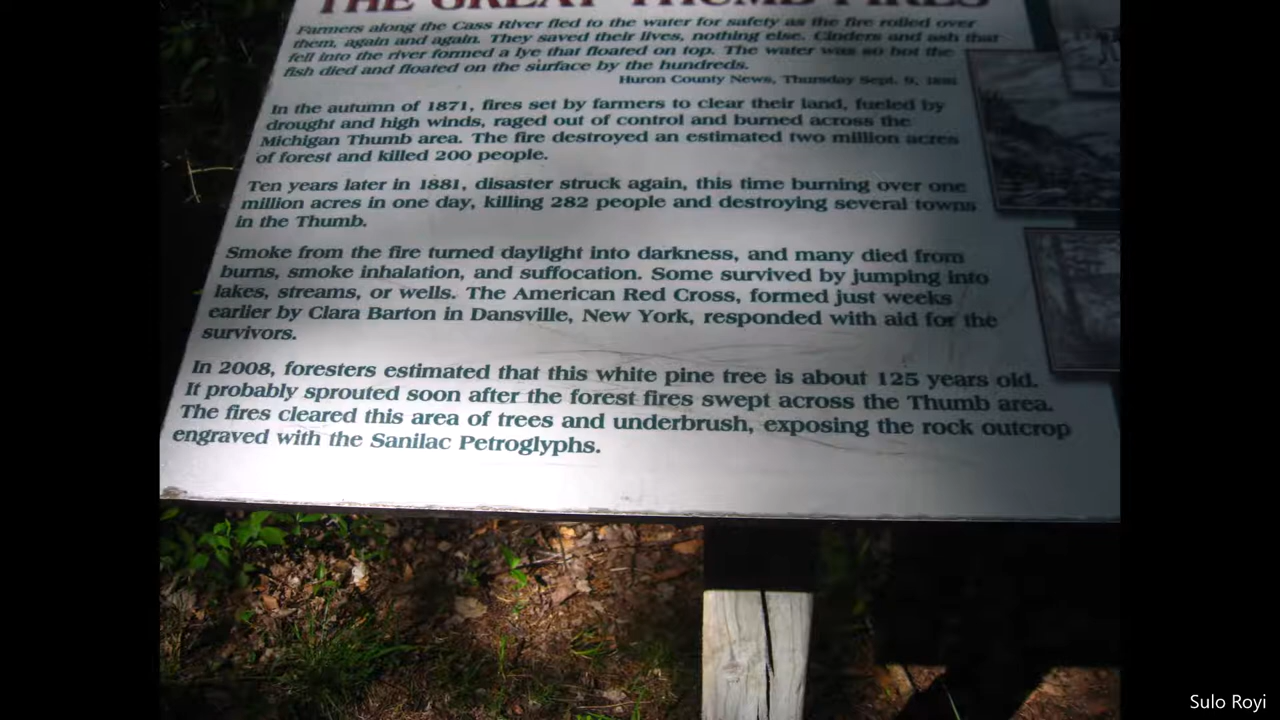 THE GREAT THUMB FIRES
Farmers along the Cass River fled to the water for safety as the fire rolled over
them, again and again. They saved their lives, nothing else. Cinders and ash that
fell into the river formed a lye that floated on top. The water was so hot the
fish died and floated on the surface by the hundreds.
Huron County News, Thursday Sept. 9, 1881
In the autumn of 1871, fires set by farmers to clear their land, fueled by
drought and high winds, raged out of control and burned across the
Michigan Thumb area. The fire destroyed an estimated two million acres
of forest and killed 200 people.
Ten years later in 1881, disaster struck again, this time burning over one
million acres in one day, killing 282 people and destroying several towns
in the Thumb.
Smoke from the fire turned daylight into darkness, and many died from
burns, smoke inhalation, and suffocation. Some survived by jumping into
lakes, streams, or wells. The American Red Cross, formed just weeks
earlier by Clara Barton in Dansville, New York, responded with aid for the
survivors.
In 2008, foresters estimated that this white pine tree is about 125 years old.
It probably sprouted soon after the forest fires swept across the Thumb area.
The fires cleared this area of trees and underbrush, exposing the rock outcrop
engraved with the Sanilac Petroglyphs.
Sulo Royi